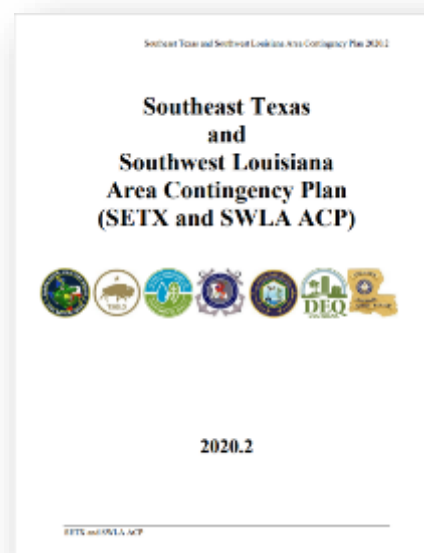 Southeast Texas and Southwest Louisiana Area Contingency Plan 2020.2
Southeast Texas
and
Southwest Louisiana
Area Contingency Plan
(SETX and SWLA ACP)
DEQ
2020.2
SETX and SWLA ACP